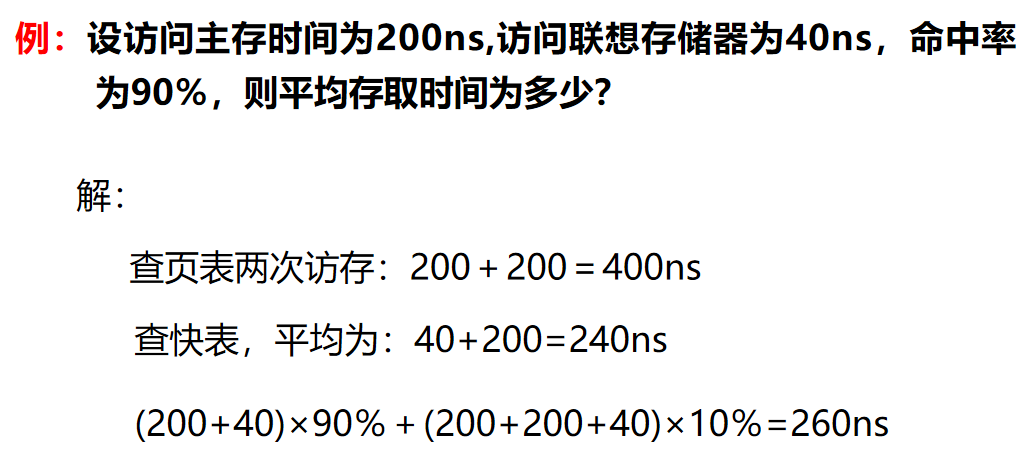 例：设访问主存时间为200ns,访问联想存储器为40ns，命中率
为90%，则平均存取时间为多少?
解：
查页表两次访存：200＋200＝400ns
查快表，平均为：40+200=240ns
(200+40)×90%＋(200+200+40)×10%=260ns